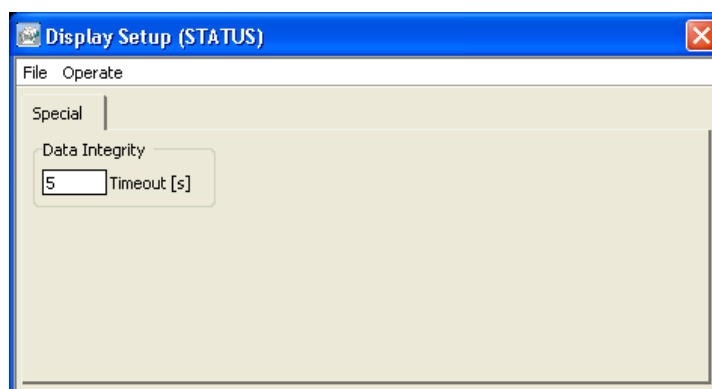 Display Setup (STATUS)
File Operate
Special
Data Integrity
5 Timeout [s]